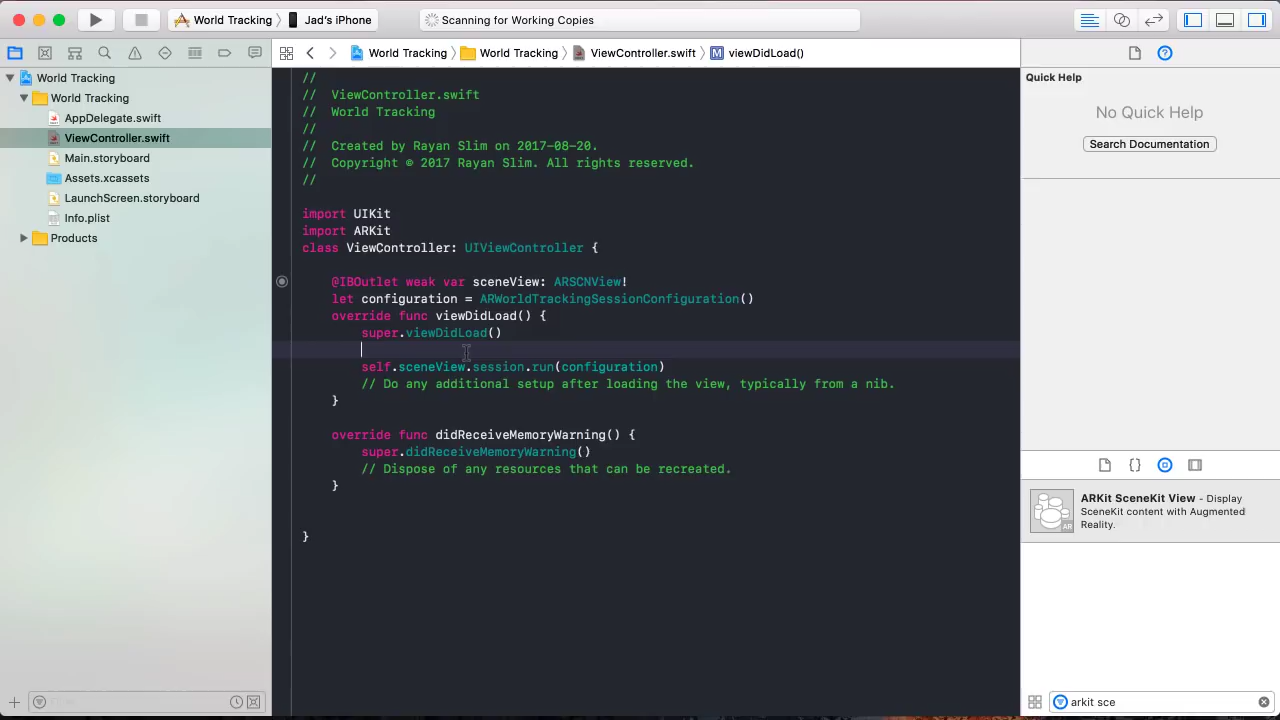 World Tracking
Jad's iPhone
Scanning for Working Copies
World Tracking
World Tracking
ViewController.swift
M
viewDidLoad()
World Tracking
World Tracking
AppDelegate.swift
ViewController.swift
Main.storyboard
Assets.xcassets
LaunchScreen.storyboard
Info.plist
Products
//
//  ViewController.swift
//  World Tracking
//
//  Created by Rayan Slim on 2017-08-20.
//  Copyright © 2017 Rayan Slim. All rights reserved.
//
import UIKit
import ARKit
class ViewController: UIViewController {
@IBOutlet weak var sceneView: ARSCNView!
let configuration = ARWorldTrackingSessionConfiguration()
override func viewDidLoad() {
super.viewDidLoad()
self.sceneView.session.run(configuration)
// Do any additional setup after loading the view, typically from a nib.
}
override func didReceiveMemoryWarning() {
super.didReceiveMemoryWarning()
// Dispose of any resources that can be recreated.
}
}
Quick Help
No Quick Help
Search Documentation
{}
ARKit SceneKit View - Display
SceneKit content with Augmented
Reality.
AR
arkit sce